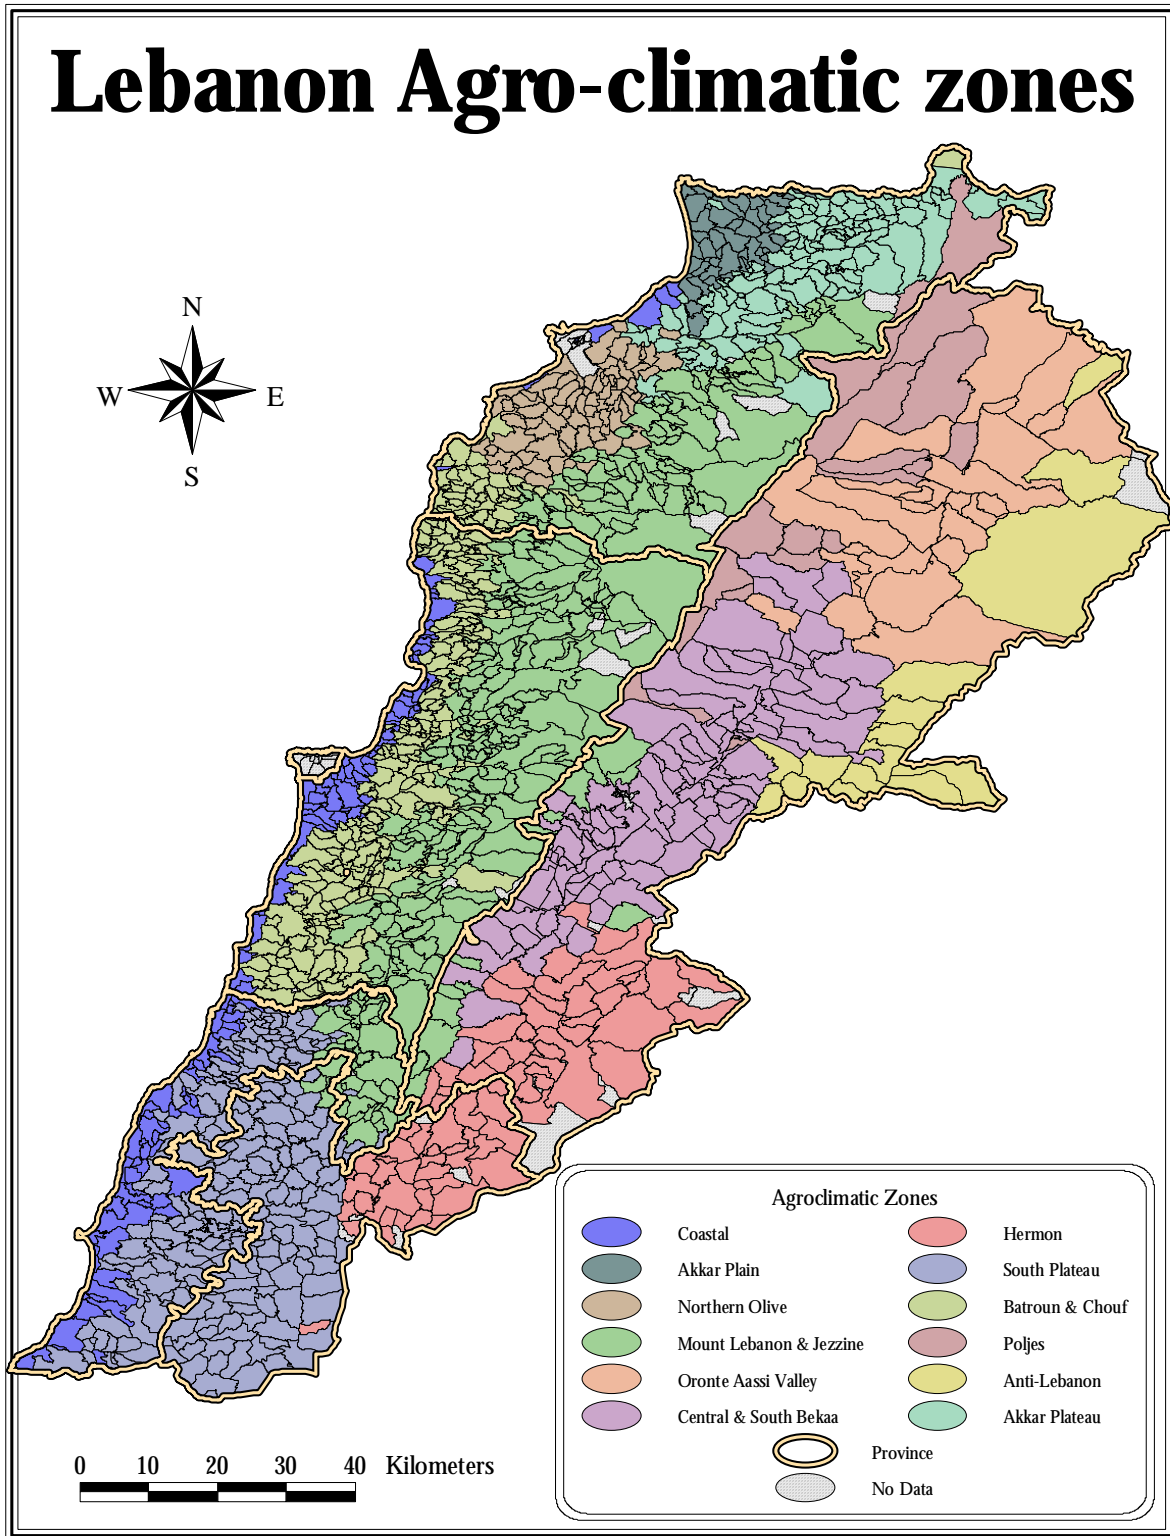 Lebanon Agro-climatic zones
N
W
E
S
Agroclimatic Zones
Coastal
Hermon
Akkar Plain
South Plateau
Northern Olive
Batroun & Chouf
Mount Lebanon & Jezzine
Poljes
Oronte Aassi Valley
Anti-Lebanon
Central & South Bekaa
Akkar Plateau
Province
No Data
0 10 20 30 40 Kilometers